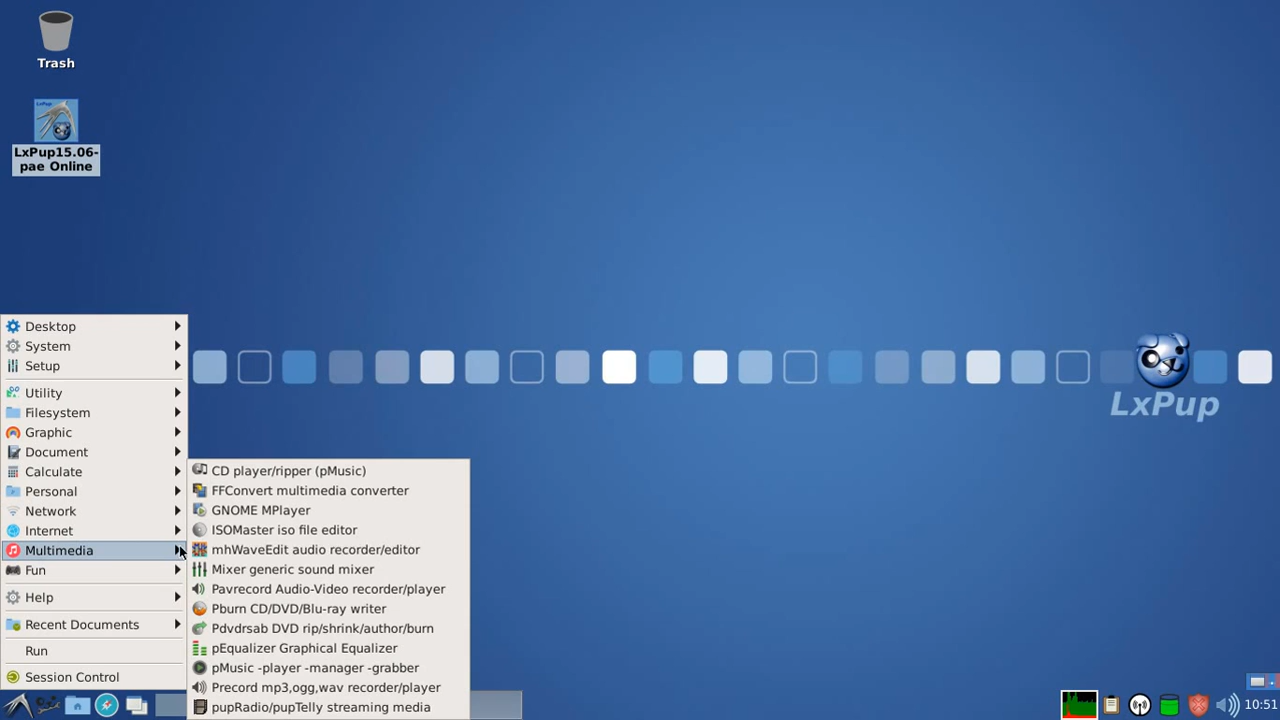 Trash
LxPup
LxPup15.06-
pae Online
LxPup
Desktop
System
Setup
Utility
Filesystem
Graphic
Document
Calculate
Personal
Network
Internet
Multimedia
Fun
Help
Recent Documents
Run
Session Control
CD player/ripper (pMusic)
FFConvert multimedia converter
GNOME MPlayer
ISOMaster iso file editor
mhWaveEdit audio recorder/editor
Mixer generic sound mixer
Pavrecord Audio-Video recorder/player
Pburn CD/DVD/Blu-ray writer
Pdvdrsab DVD rip/shrink/author/burn
pEqualizer Graphical Equalizer
pMusic -player -manager -grabber
Precord mp3,ogg,wav recorder/player
pupRadio/pupTelly streaming media
10:51